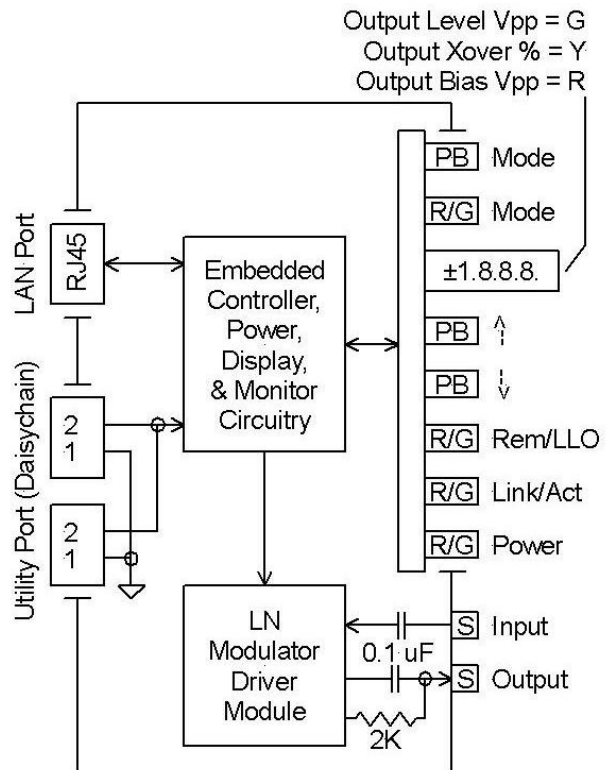 Output Level Vpp = G
Output Xover % = Y
Output Bias Vpp = R
PB Mode
R/G Mode
±1.8.8.8.
PB
PB
R/G Rem/LLO
R/G Link/Act
R/G Power
S Input
S Output
LAN Port
RJ45
Utility Port (Daisychain)
2
1
2
1
Embedded
Controller,
Power,
Display,
& Monitor
Circuitry
LN
Modulator
Driver
Module
0.1 uF
2K